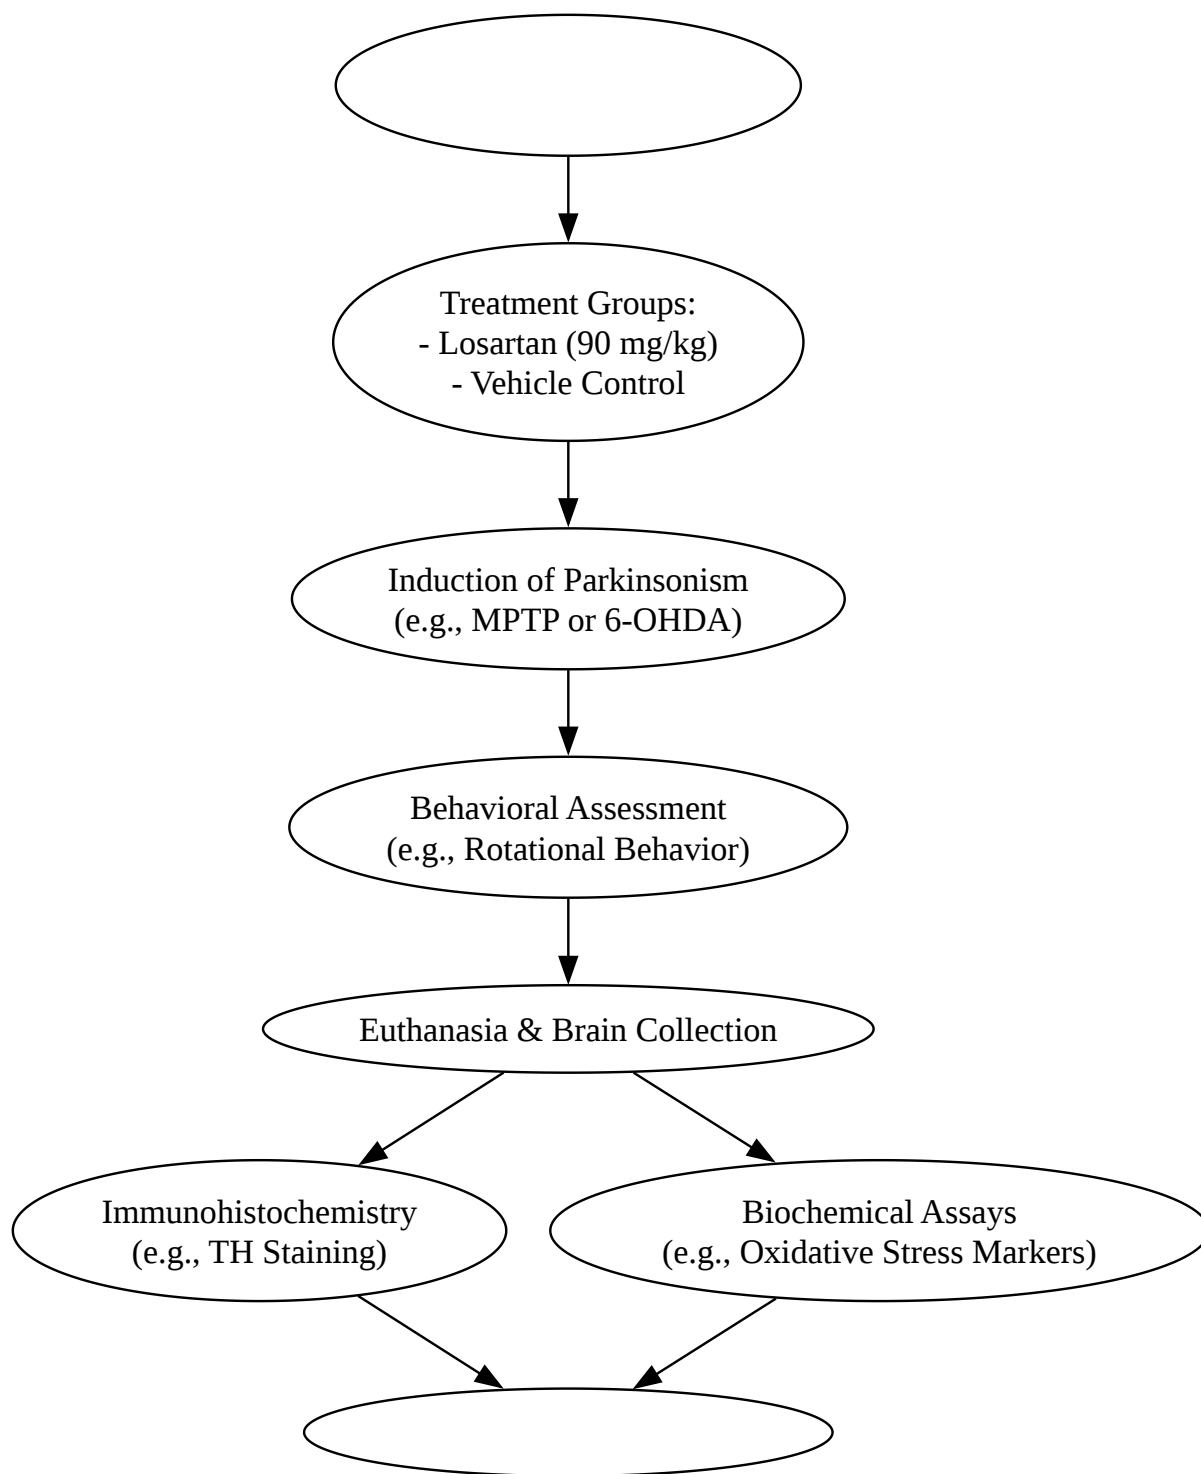 Treatment Groups:
- Losartan (90 mg/kg)
- Vehicle Control
Induction of Parkinsonism
(e.g., MPTP or 6-OHDA)
Behavioral Assessment
(e.g., Rotational Behavior)
Euthanasia & Brain Collection
Immunohistochemistry
(e.g., TH Staining)
Biochemical Assays
(e.g., Oxidative Stress Markers)